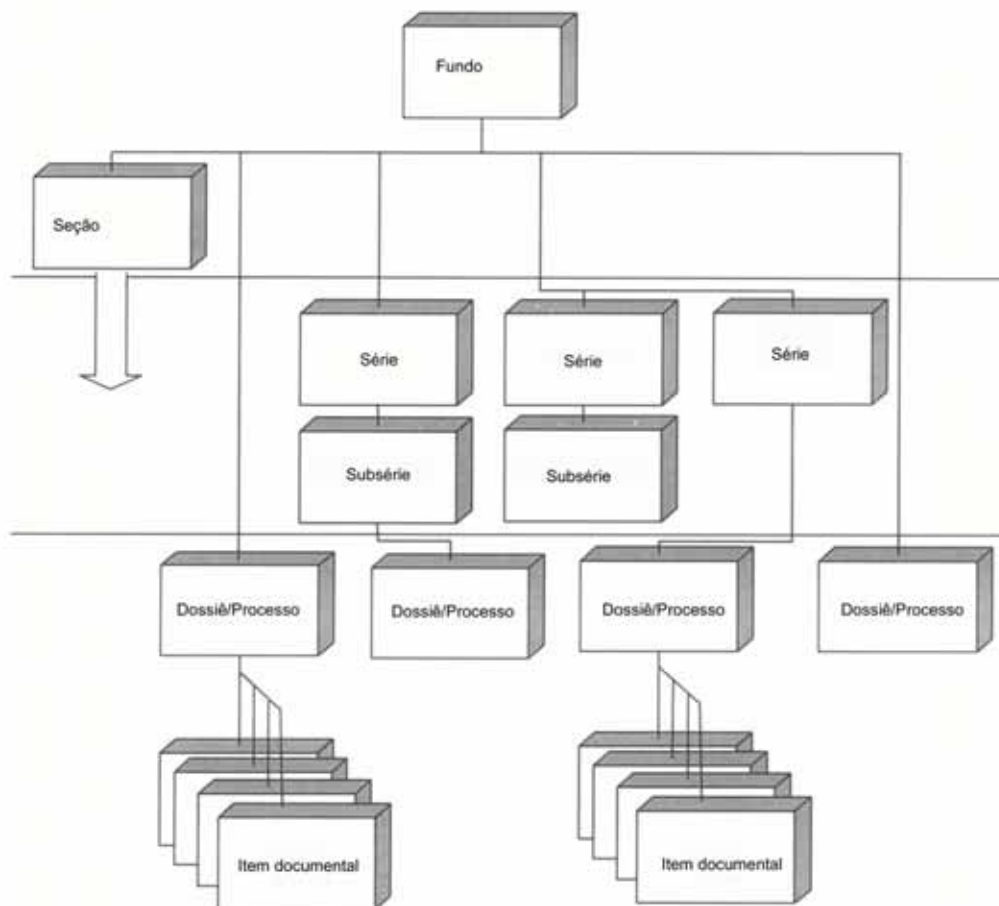 Fundo
Seção
Série
Série
Série
Subsérie
Subsérie
Dossiê/Processo
Dossiê/Processo
Dossiê/Processo
Dossiê/Processo
Item documental
Item documental